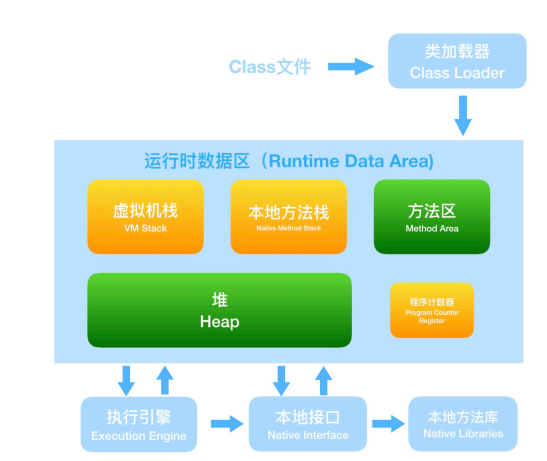 Class文件
类加载器
Class Loader
运行时数据区（Runtime Data Area)
虚拟机栈
VM Stack
本地方法栈
Native Method Stack
方法区
Method Area
堆
Heap
程序计数器
Program Counter
Register
执行引擎
Execution Engine
本地接口
Native Interface
本地方法库
Native Libraries